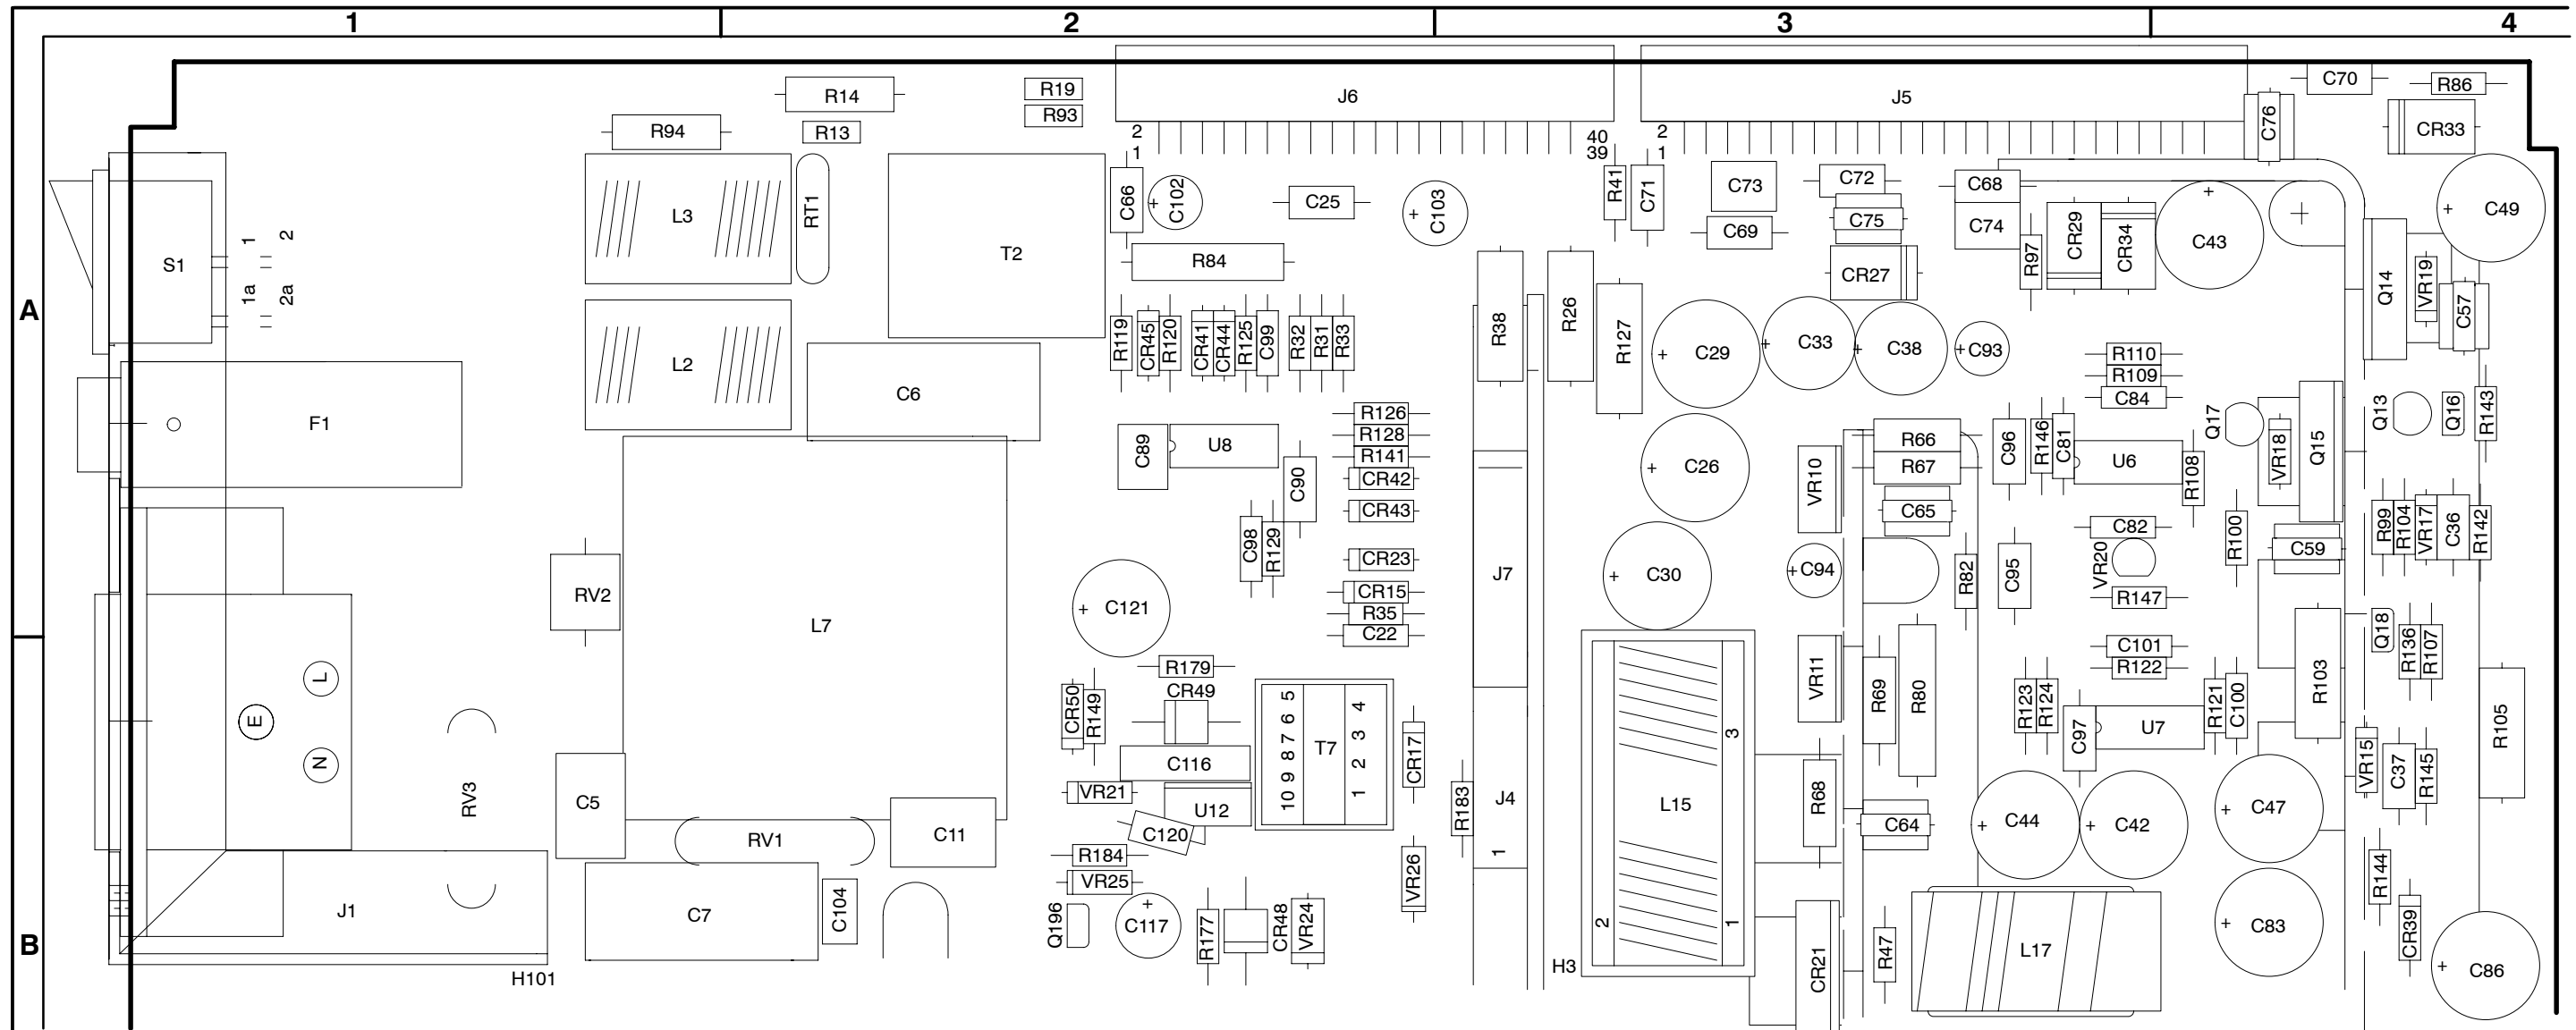 1 2 3 4
A
B
R14
R19
R93
R94
R13
J6
J5
2
1
40
39
2
1
C70
R86
C76
CR33
S1
1
2
1a
2a
L3
RT1
T2
C66
+ C102
C25
+ C103
R41
C71
C73
C72
C68
C75
C69
C74
R97
CR29
CR34
+
C43
+ C49
R84
CR27
Q14
VR19
C57
L2
C6
R119
CR45
R120
CR41
CR44
R125
C99
R32
R31
R33
R38
R26
R127
+ C29
+ C33
+ C38
+ C93
R110
R109
C84
F1
R126
R128
R141
CR42
CR43
C89
U8
C90
C98
R129
+ C26
VR10
R66
R67
C65
C96
R146
C81
U6
R108
Q17
VR18
Q15
Q13
Q16
R143
R99
R104
VR17
C36
R142
R100
C59
C82
VR20
R147
RV2
L7
+ C121
CR23
CR15
R35
C22
J7
+ C30
+ C94
R82
C95
Q18
R136
R107
C101
R122
L
E
N
RV3
CR50
R149
R179
CR49
C116
VR21
U12
C120
5
6
7
8
9
10
T7
4
3
2
1
CR17
R183
J4
1
L15
3
2
1
VR11
R69
R80
R68
C64
R123
R124
C97
U7
R121
C100
R103
R105
VR15
C37
R145
+ C44
+ C42
+ C47
C5
RV1
C11
R184
VR25
VR26
J1
C7
C104
Q196
+
C117
R177
CR48
VR24
H101
H3
CR21
R47
L17
+ C83
R144
CR39
+ C86